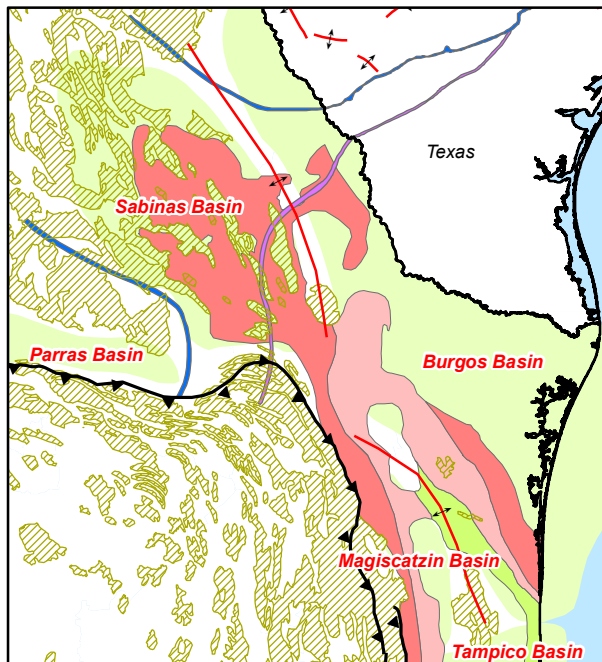 Texas
Sabinas Basin
Parras Basin
Burgos Basin
Magiscatzin Basin
Tampico Basin